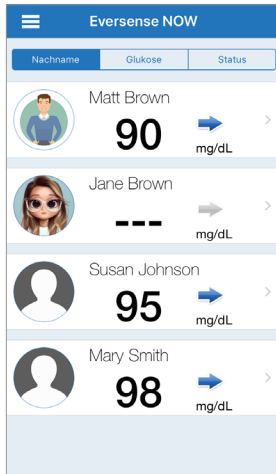 Eversense NOW
Nachname Glukose Status
Matt Brown
90
mg/dL
Jane Brown
---
mg/dL
Susan Johnson
95
mg/dL
Mary Smith
98
mg/dL